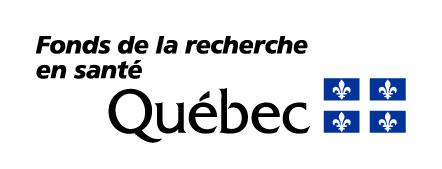 Fonds de la recherche
en santé
Québec